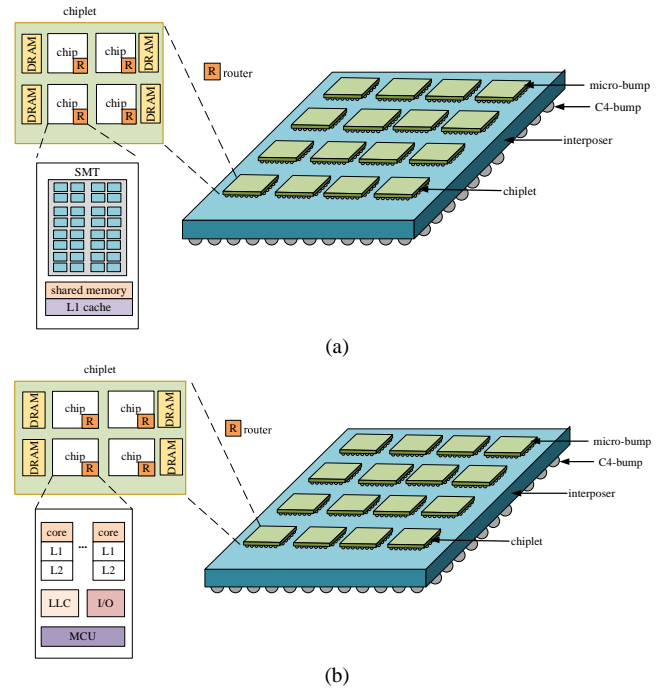 chiplet
DRAM
chip
R
chip
R
DRAM
DRAM
chip
R
chip
R
DRAM
R router
micro-bump
C4-bump
interposer
chiplet
SMT
shared memory
L1 cache
(a)
chiplet
DRAM
chip
R
chip
R
DRAM
DRAM
chip
R
chip
R
DRAM
R router
micro-bump
C4-bump
interposer
chiplet
core ... core
L1 L1
L2 L2
LLC I/O
MCU
(b)